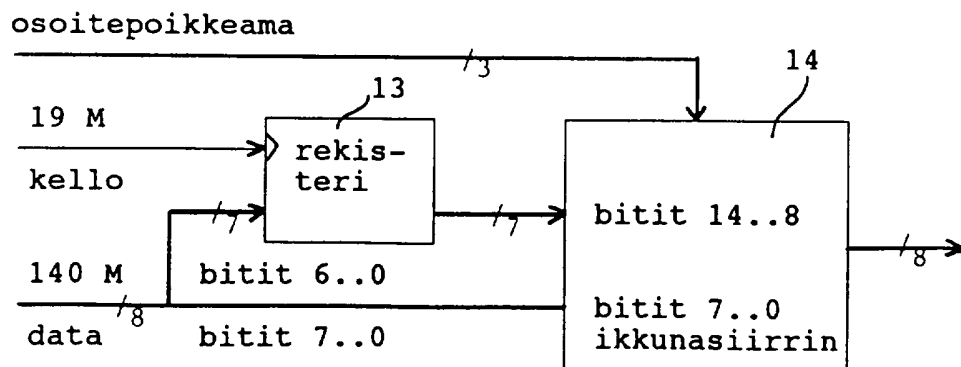 osoitepoikkeama
3
14
13
19 M
rekis-
teri
kello
7
7
bitit 14..8
8
140 M
bitit 6..0
8
bitit 7..0
data
bitit 7..0
ikkunasiirrin